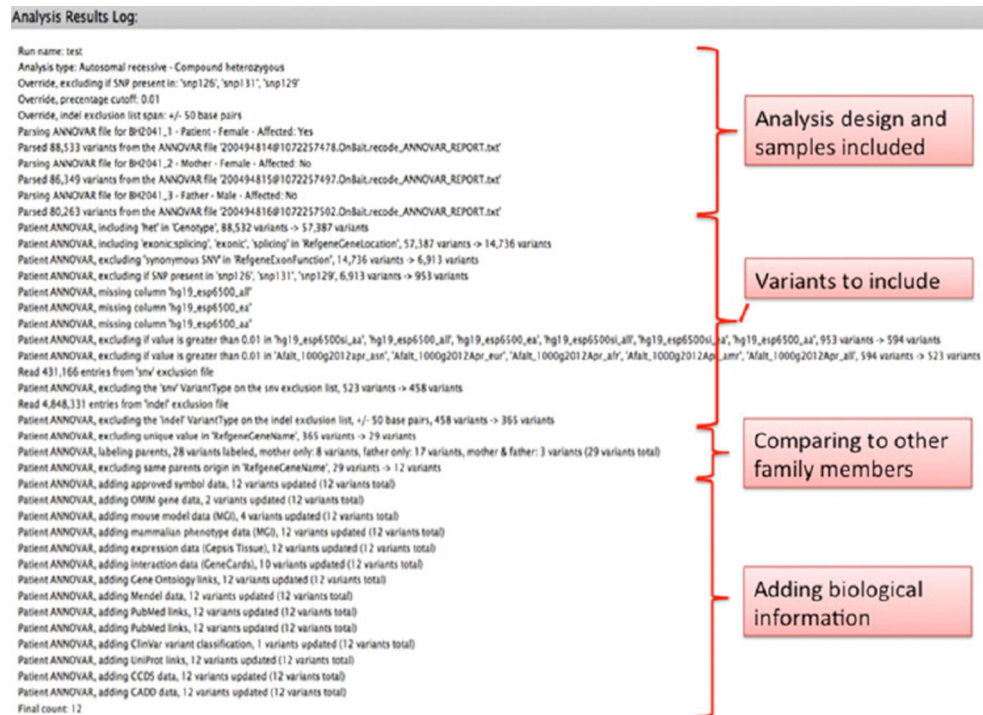 Analysis Results Log:
Run name: test
Analysis type: Autosomal recessive - Compound heterozygous
Override, excluding if SNP present in: 'snp126', 'snp131', 'snp129'
Override, precentage cutoff: 0.01
Override, indel exclusion list span: +/- 50 base pairs
Parsing ANNOVAR file for BH2041_1 - Patient - Female - Affected: Yes
Parsed 88,533 variants from the ANNOVAR file '200494814@1072257478.OnBait.recode_ANNOVAR_REPORT.txt'
Parsing ANNOVAR file for BH2041_2 - Mother - Female - Affected: No
Parsed 86,349 variants from the ANNOVAR file '200494815@1072257497.OnBait.recode_ANNOVAR_REPORT.txt'
Parsing ANNOVAR file for BH2041_3 - Father - Male - Affected: No
Parsed 80,263 variants from the ANNOVAR file '200494816@1072257502.OnBait.recode_ANNOVAR_REPORT.txt'
Patient ANNOVAR, including 'het' in 'Genotype', 88,532 variants -> 57,387 variants
Patient ANNOVAR, including 'exonic;splicing', 'exonic', 'splicing' in 'RefgeneGeneLocation', 57,387 variants -> 14,736 variants
Patient ANNOVAR, excluding 'synonymous SNV' in 'RefgeneExonFunction', 14,736 variants -> 6,913 variants
Patient ANNOVAR, excluding if SNP present in 'snp126', 'snp131', 'snp129', 6,913 variants -> 953 variants
Patient ANNOVAR, missing column 'hg19_esp6500_all'
Patient ANNOVAR, missing column 'hg19_esp6500_ea'
Patient ANNOVAR, missing column 'hg19_esp6500_aa'
Patient ANNOVAR, excluding if value is greater than 0.01 in 'hg19_esp6500si_aa', 'hg19_esp6500_all', 'hg19_esp6500_ea', 'hg19_esp6500si_all', 'hg19_esp6500si_ea', 'hg19_esp6500_aa', 953 variants -> 594 variants
Patient ANNOVAR, excluding if value is greater than 0.01 in 'Afalt_1000g2012apr_asn', 'Afalt_1000g2012Apr_eur', 'Afalt_1000g2012Apr_afr', 'Afalt_1000g2012Apr_amr', 'Afalt_1000g2012Apr_all', 594 variants -> 523 variants
Read 431,166 entries from 'snv' exclusion file
Patient ANNOVAR, excluding the 'snv' VariantType on the snv exclusion list, 523 variants -> 458 variants
Read 4,848,331 entries from 'indel' exclusion file
Patient ANNOVAR, excluding the 'indel' VariantType on the indel exclusion list, +/- 50 base pairs, 458 variants -> 365 variants
Patient ANNOVAR, excluding unique value in 'RefgeneGeneName', 365 variants -> 29 variants
Patient ANNOVAR, labeling parents, 28 variants labeled, mother only: 8 variants, father only: 17 variants, mother & father: 3 variants (29 variants total)
Patient ANNOVAR, excluding same parents origin in 'RefgeneGeneName', 29 variants -> 12 variants
Patient ANNOVAR, adding approved symbol data, 12 variants updated (12 variants total)
Patient ANNOVAR, adding OMIM gene data, 2 variants updated (12 variants total)
Patient ANNOVAR, adding mouse model data (MGI), 4 variants updated (12 variants total)
Patient ANNOVAR, adding mammalian phenotype data (MGI), 12 variants updated (12 variants total)
Patient ANNOVAR, adding expression data (Gepsis Tissue), 12 variants updated (12 variants total)
Patient ANNOVAR, adding interaction data (GeneCards), 10 variants updated (12 variants total)
Patient ANNOVAR, adding Gene Ontology links, 12 variants updated (12 variants total)
Patient ANNOVAR, adding Mendel data, 12 variants updated (12 variants total)
Patient ANNOVAR, adding PubMed links, 12 variants updated (12 variants total)
Patient ANNOVAR, adding PubMed links, 12 variants updated (12 variants total)
Patient ANNOVAR, adding ClinVar variant classification, 1 variants updated (12 variants total)
Patient ANNOVAR, adding UniProt links, 12 variants updated (12 variants total)
Patient ANNOVAR, adding CCDS data, 12 variants updated (12 variants total)
Patient ANNOVAR, adding CADD data, 12 variants updated (12 variants total)
Final count: 12
Analysis design and
samples included
Variants to include
Comparing to other
family members
Adding biological
information